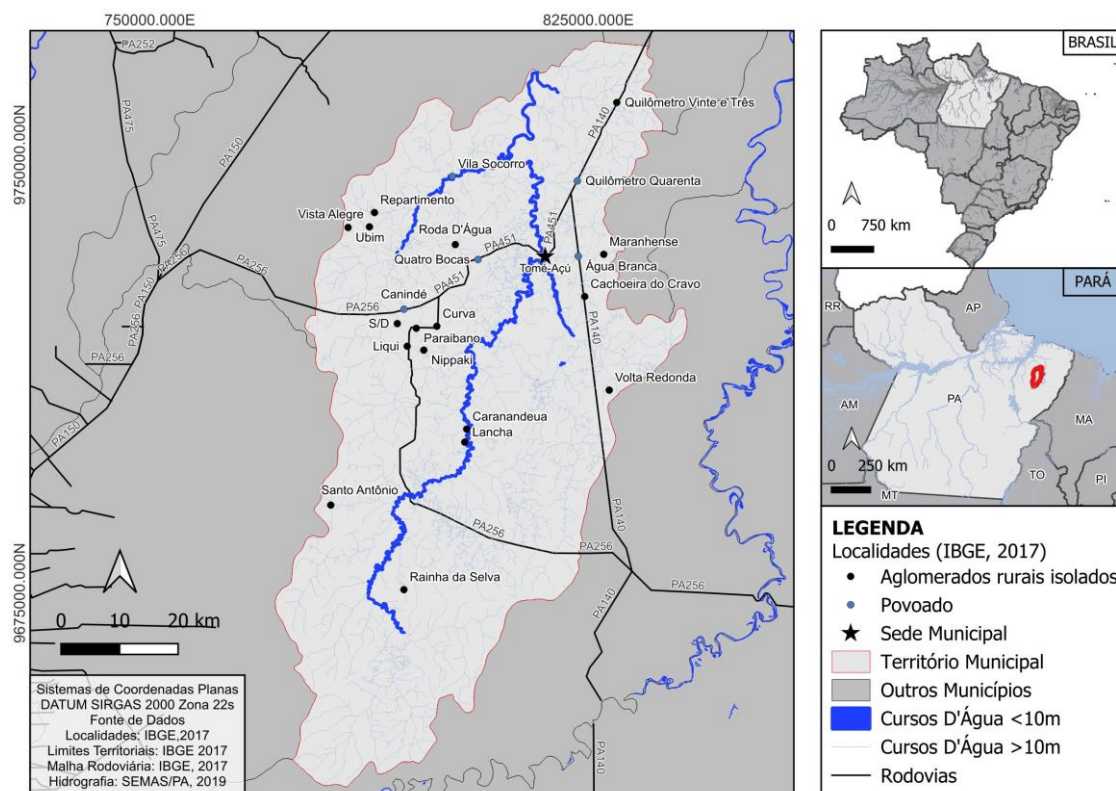 750000.000E
825000.000E
9750000.000N
9675000.000N
PA252
PA475
PA150
PA475
PA150
PA252
PA256
PA256
PA256
PA150
PA140
Quilômetro Vinte e Três
Vila Socorro
Quilômetro Quarenta
Repartimento
Vista Alegre
Ubim
Roda D'Água
PA451
PA451
Maranhense
Quatro Bocas
Tomé-Açú
Água Branca
Cachoeira do Cravo
PA451
Canindé
PA256
S/D
Curva
Paraibano
Liqui
Nippaki
PA140
Volta Redonda
Caranandeua
Lancha
Santo Antônio
PA140
PA256
PA256
PA256
Rainha da Selva
PA140
PA140
0 10 20 km
Sistemas de Coordenadas Planas
DATUM SIRGAS 2000 Zona 22s
Fonte de Dados
Localidades: IBGE,2017
Limites Territoriais: IBGE 2017
Malha Rodoviária: IBGE, 2017
Hidrografia: SEMAS/PA, 2019
BRASIL
0 750 km
PARÁ
RR
AP
AM
PA
MA
0 250 km
TO
PI
MT
LEGENDA
Localidades (IBGE, 2017)
Aglomerados rurais isolados
Povoado
Sede Municipal
Território Municipal
Outros Municípios
Cursos D'Água <10m
Cursos D'Água >10m
Rodovias